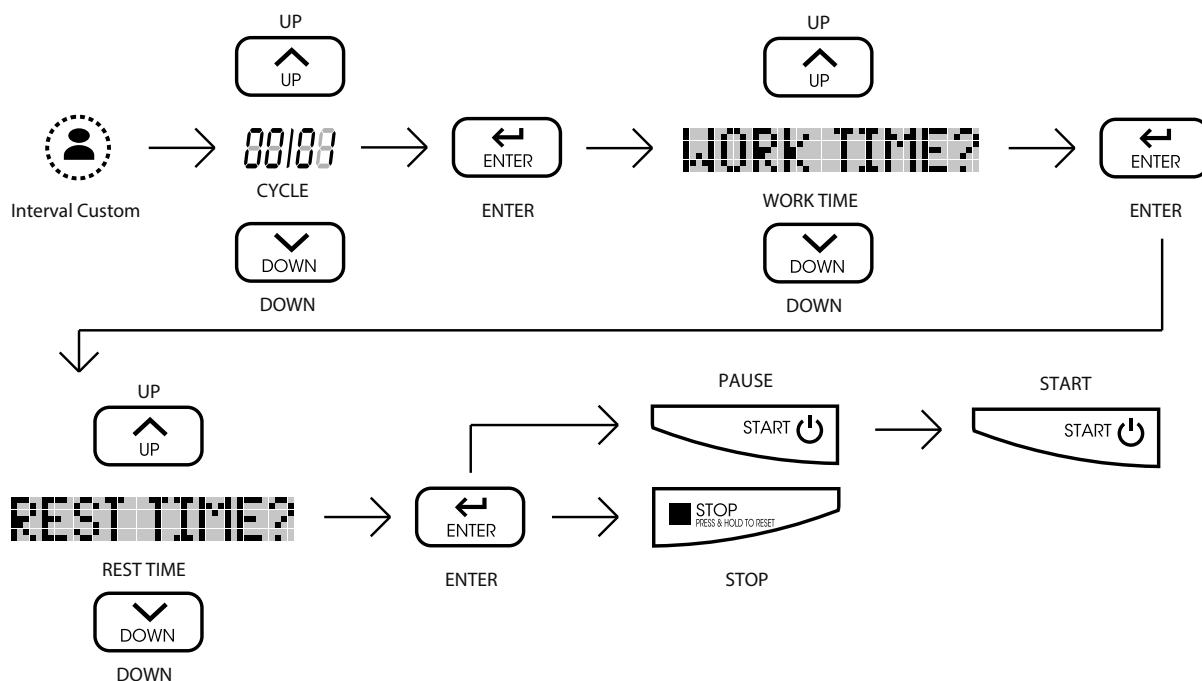 UP
UP
Interval Custom
00/01
CYCLE
DOWN
DOWN
ENTER
ENTER
UP
UP
WORK TIME?
WORK TIME
DOWN
DOWN
ENTER
ENTER
UP
UP
REST TIME?
REST TIME
DOWN
DOWN
ENTER
ENTER
PAUSE
START
START
START
STOP
PRESS & HOLD TO RESET
STOP